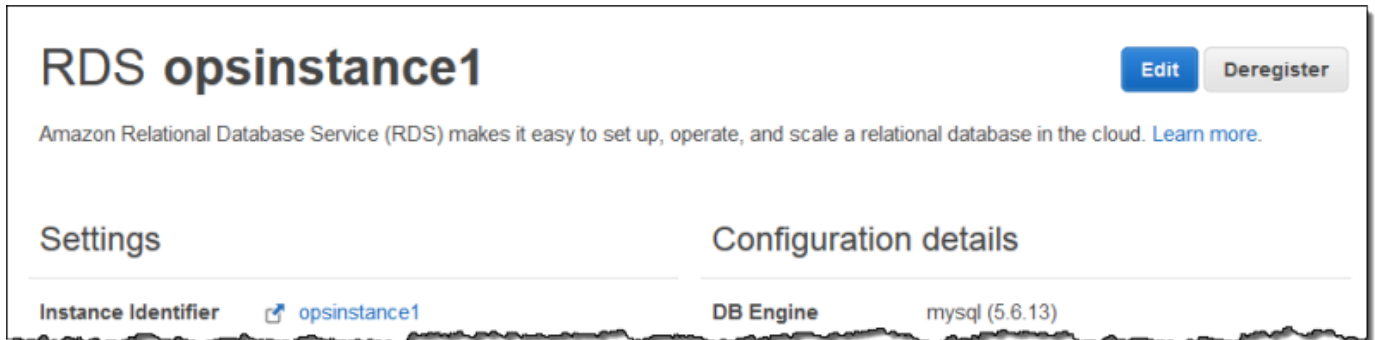 RDS opsinstance1
Edit
Deregister
Amazon Relational Database Service (RDS) makes it easy to set up, operate, and scale a relational database in the cloud. Learn more.
Settings
Configuration details
Instance Identifier opsinstance1
DB Engine mysql (5.6.13)